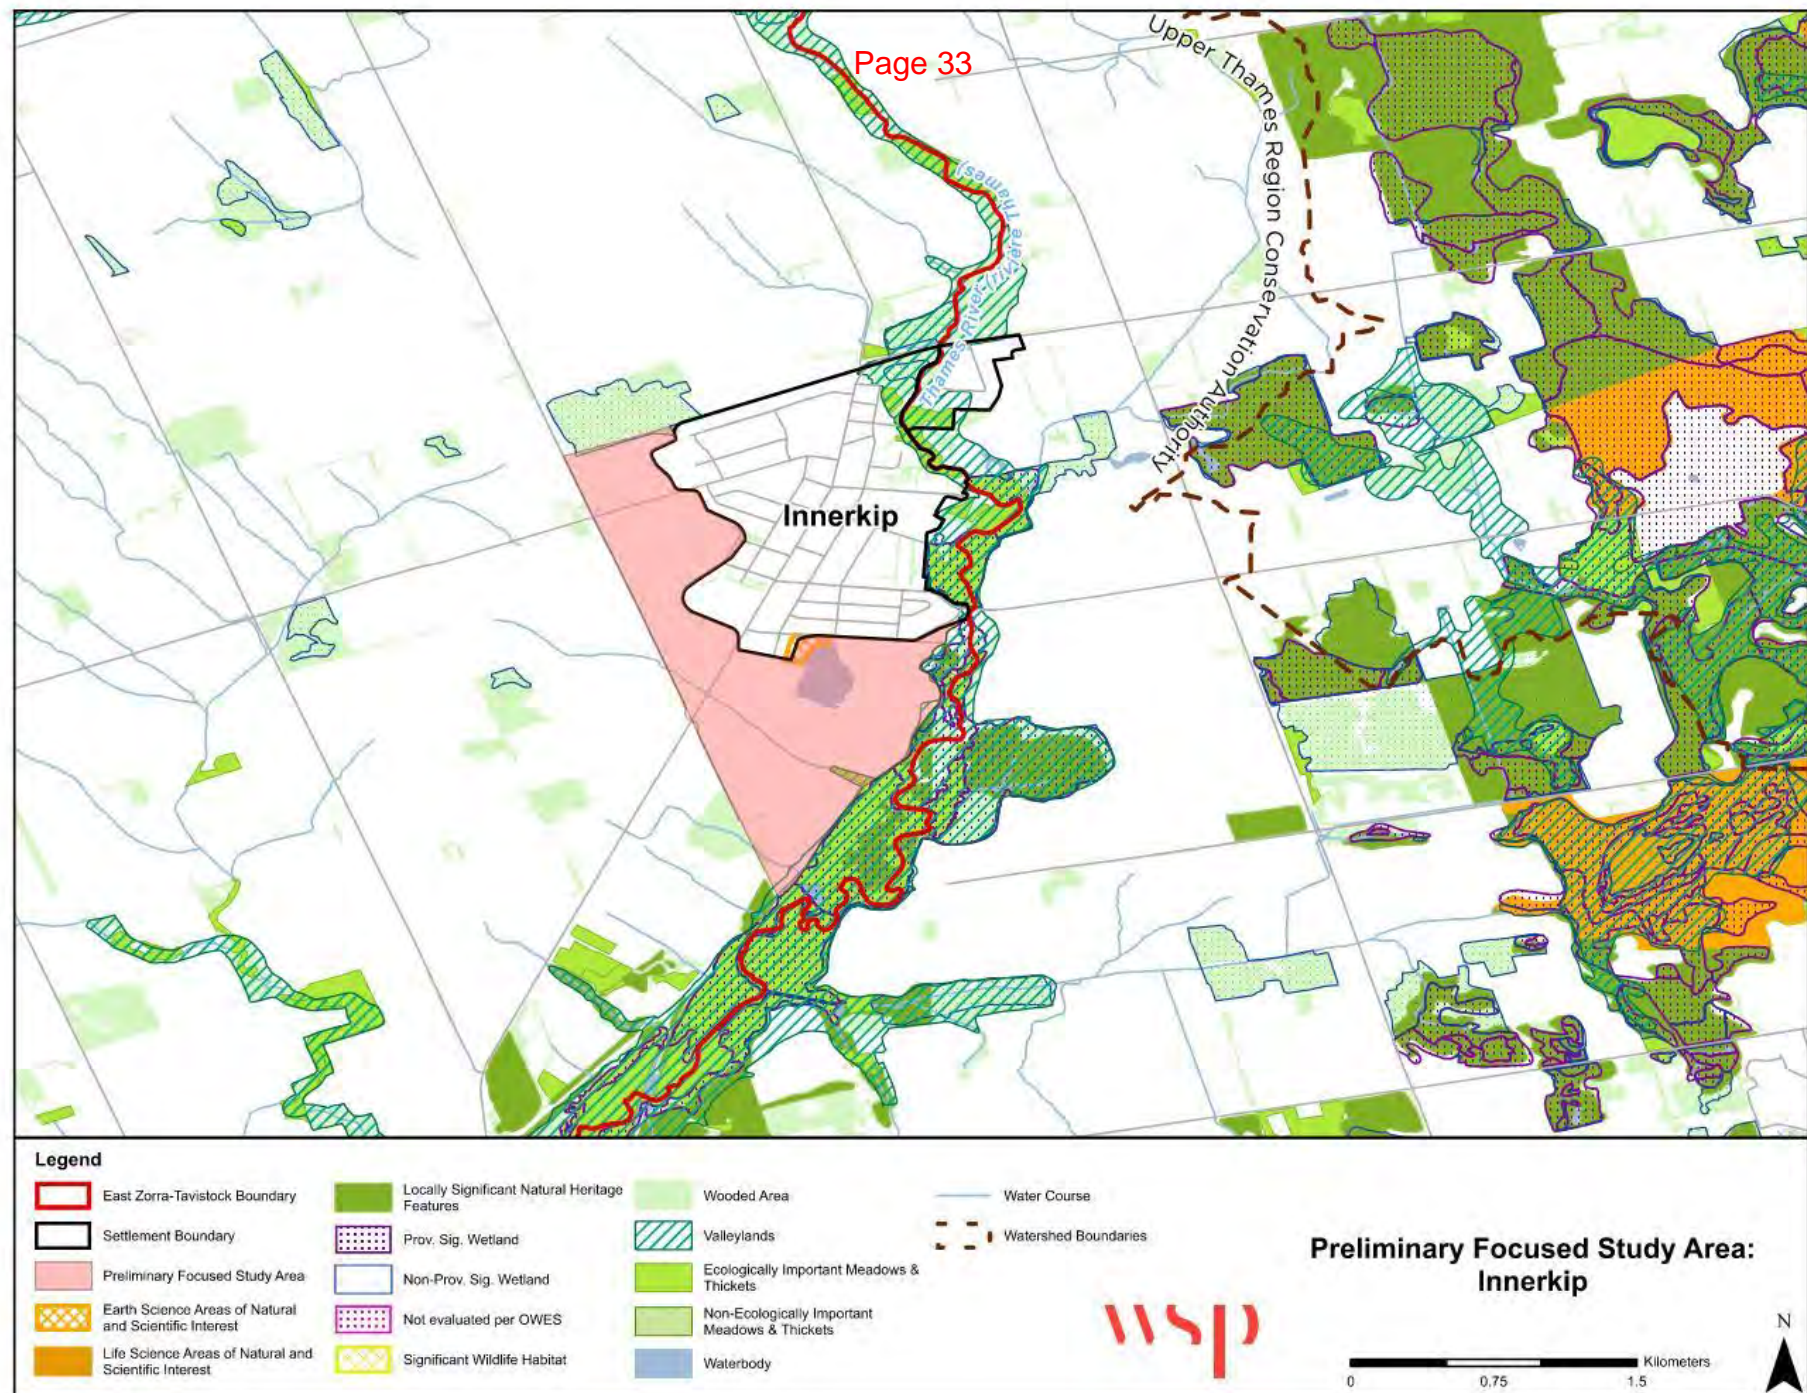 Page 33
Upper Thames Region Conservation Authority
Thames River (rivière Thames)
Innerkip
Legend
East Zorra-Tavistock Boundary
Settlement Boundary
Preliminary Focused Study Area
Earth Science Areas of Natural
and Scientific Interest
Life Science Areas of Natural and
Scientific Interest
Locally Significant Natural Heritage
Features
Prov. Sig. Wetland
Non-Prov. Sig. Wetland
Not evaluated per OWES
Significant Wildlife Habitat
Wooded Area
Valleylands
Ecologically Important Meadows &
Thickets
Non-Ecologically Important
Meadows & Thickets
Waterbody
Water Course
Watershed Boundaries
wsp
Preliminary Focused Study Area:
Innerkip
N
Kilometers
0 0.75 1.5